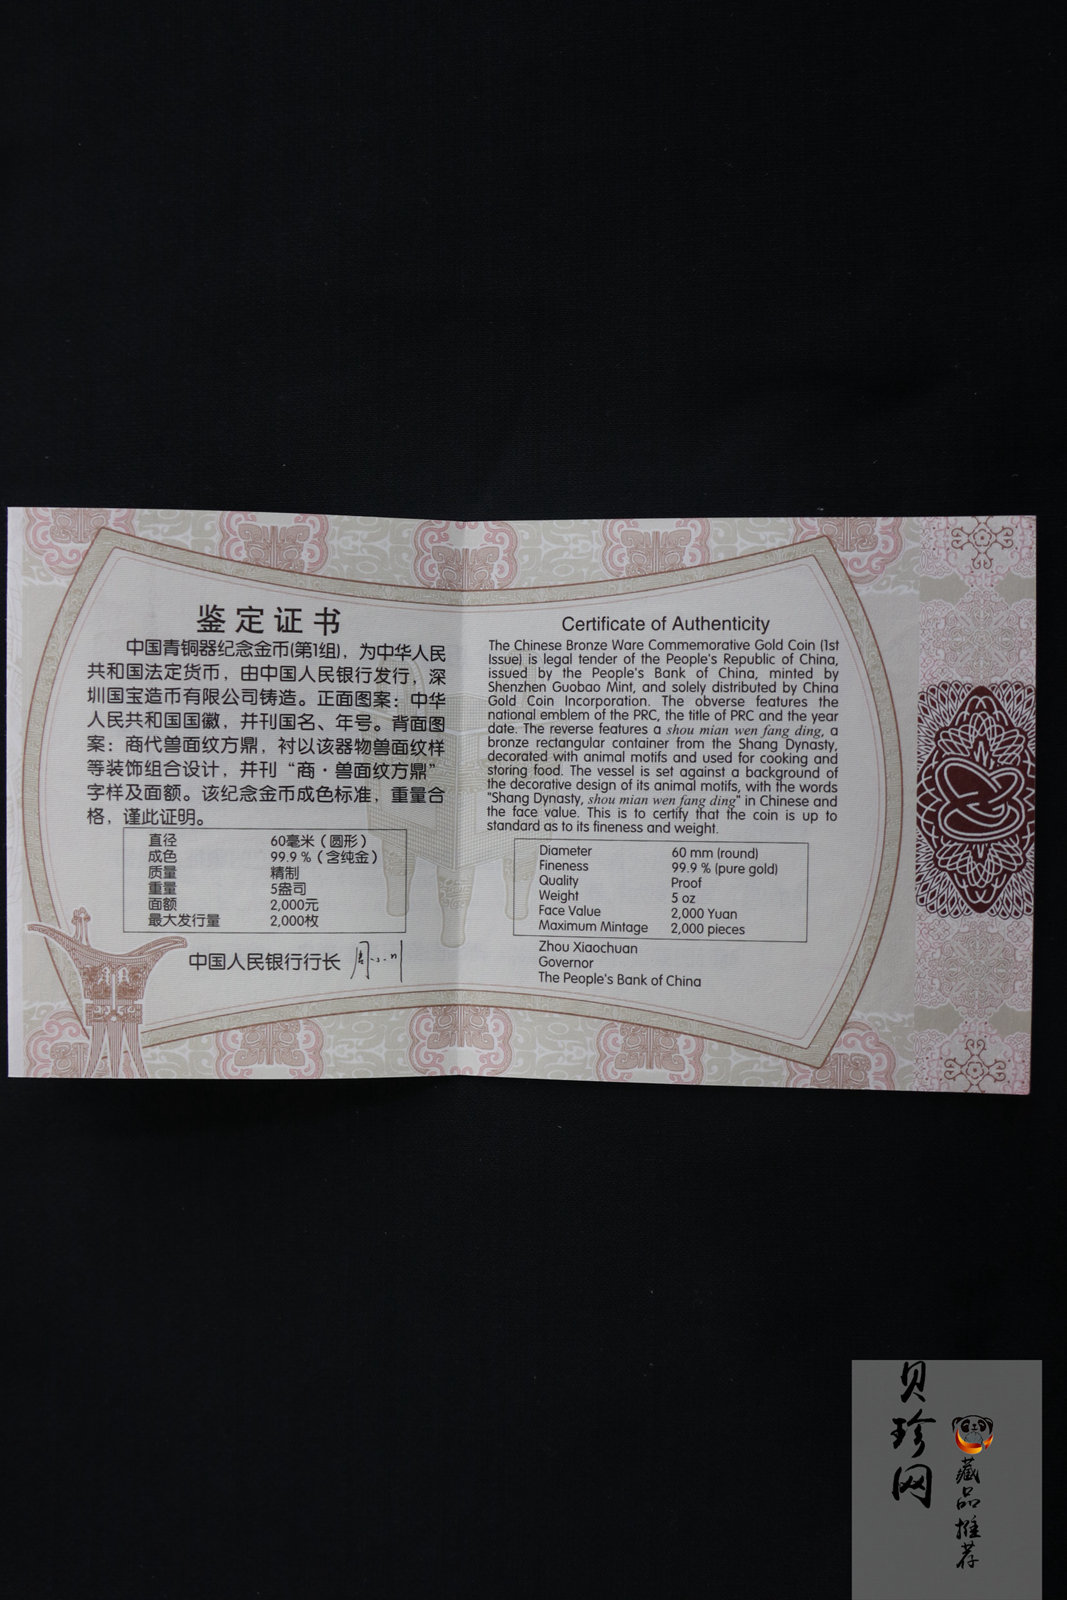 鉴定证书
中国青铜器纪念金币(第1组)，为中华人民
共和国法定货币，由中国人民银行发行，深
圳国宝造币有限公司铸造。正面图案：中华
人民共和国国徽，并刊国名、年号。背面图
案：商代兽面纹方鼎，衬以该器物兽面纹样
等装饰组合设计，并刊“商·兽面纹方鼎”
字样及面额。该纪念金币成色标准，重量合
格，谨此证明。
直径 60毫米（圆形）
成色 99.9％（含纯金）
质量 精制
重量 5盎司
面额 2,000元
最大发行量 2,000枚
中国人民银行行长
Certificate of Authenticity
The Chinese Bronze Ware Commemorative Gold Coin (1st
Issue) is legal tender of the People's Republic of China,
issued by the People's Bank of China, minted by
Shenzhen Guobao Mint, and solely distributed by China
Gold Coin Incorporation. The obverse features the
national emblem of the PRC, the title of PRC and the year
date. The reverse features a shou mian wen fang ding, a
bronze rectangular container from the Shang Dynasty,
decorated with animal motifs and used for cooking and
storing food. The vessel is set against a background of
the decorative design of its animal motifs, with the words
"Shang Dynasty, shou mian wen fang ding" in Chinese and
the face value. This is to certify that the coin is up to
standard as to its fineness and weight.
Diameter 60 mm (round)
Fineness 99.9 % (pure gold)
Quality Proof
Weight 5 oz
Face Value 2,000 Yuan
Maximum Mintage 2,000 pieces
Zhou Xiaochuan
Governor
The People's Bank of China
贝珍网
藏品推荐